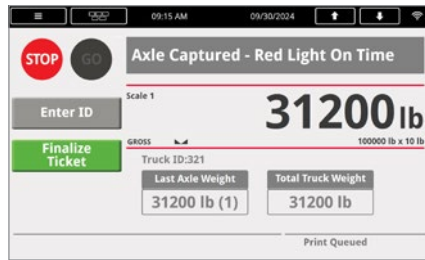 09:15 AM 09/30/2024
STOP GO
Axle Captured - Red Light On Time
Scale 1
Enter ID
31200 lb
GROSS 100000 lb x 10 lb
Finalize Ticket
Truck ID:321
Last Axle Weight Total Truck Weight
31200 lb (1) 31200 lb
Print Queued